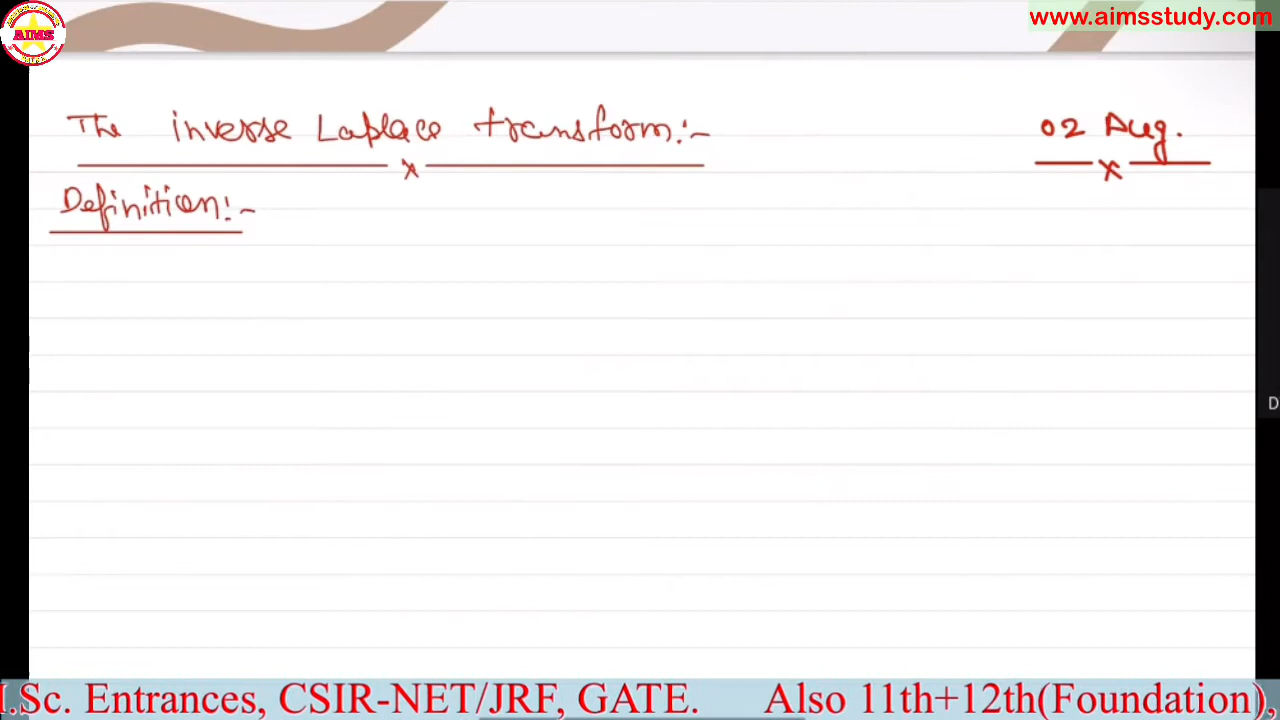 www.aimsstudy.com
AIMS
The inverse Laplace transform:-
02 Aug.
x
x
Definition:-
D
I.Sc. Entrances, CSIR-NET/JRF, GATE. Also 11th+12th(Foundation),